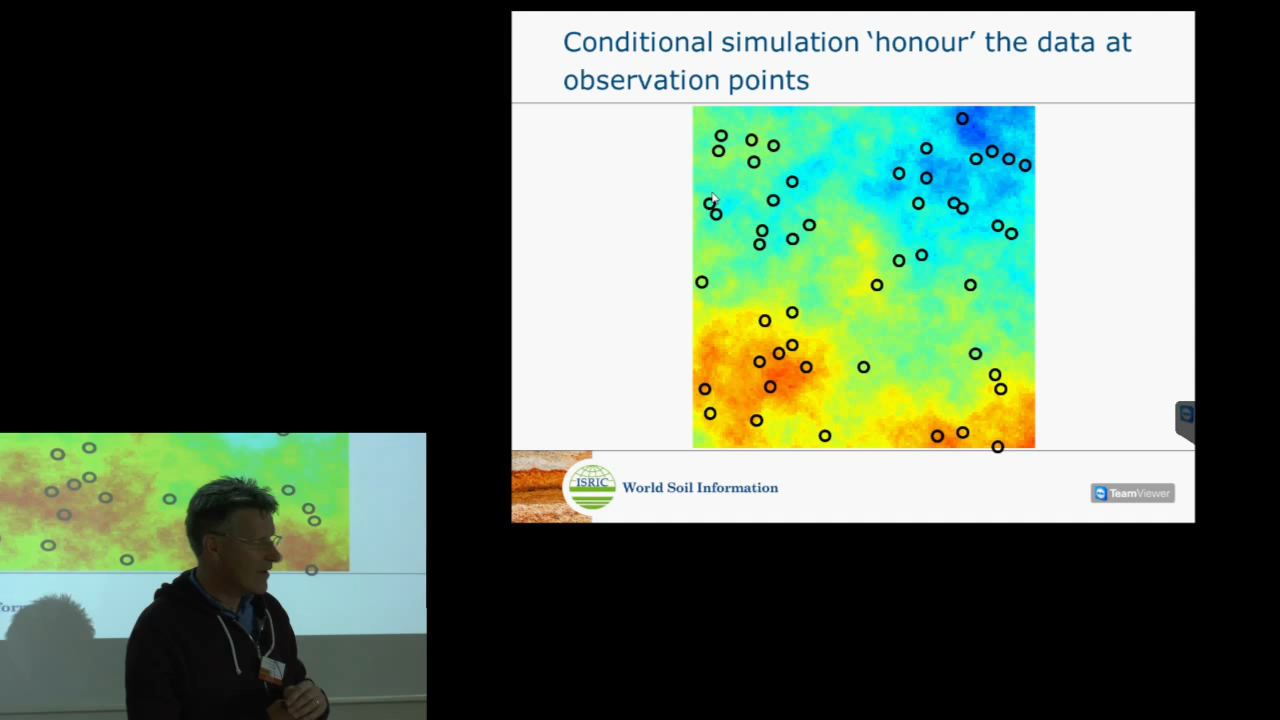 Conditional simulation ‘honour’ the data at
observation points
ISRIC
World Soil Information
TeamViewer